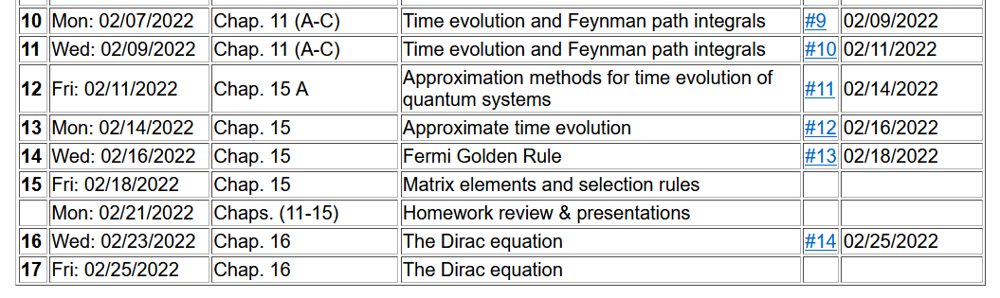 10 Mon: 02/07/2022 Chap. 11 (A-C) Time evolution and Feynman path integrals #9 02/09/2022
11 Wed: 02/09/2022 Chap. 11 (A-C) Time evolution and Feynman path integrals #10 02/11/2022
12 Fri: 02/11/2022 Chap. 15 A Approximation methods for time evolution of
quantum systems #11 02/14/2022
13 Mon: 02/14/2022 Chap. 15 Approximate time evolution #12 02/16/2022
14 Wed: 02/16/2022 Chap. 15 Fermi Golden Rule #13 02/18/2022
15 Fri: 02/18/2022 Chap. 15 Matrix elements and selection rules
Mon: 02/21/2022 Chaps. (11-15) Homework review & presentations
16 Wed: 02/23/2022 Chap. 16 The Dirac equation #14 02/25/2022
17 Fri: 02/25/2022 Chap. 16 The Dirac equation